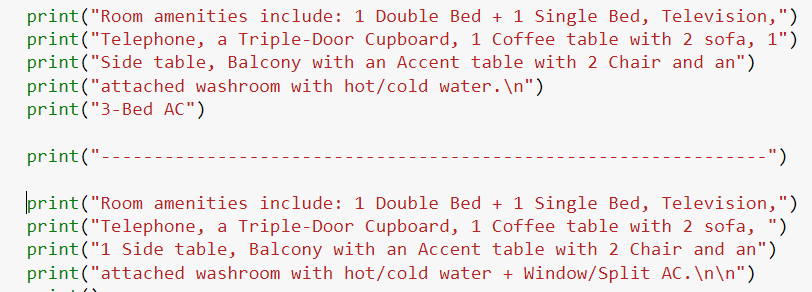 print("Room amenities include: 1 Double Bed + 1 Single Bed, Television,")
print("Telephone, a Triple-Door Cupboard, 1 Coffee table with 2 sofa, 1")
print("Side table, Balcony with an Accent table with 2 Chair and an")
print("attached washroom with hot/cold water.\n")
print("3-Bed AC")
print("---------------------------------------------------------------")
print("Room amenities include: 1 Double Bed + 1 Single Bed, Television,")
print("Telephone, a Triple-Door Cupboard, 1 Coffee table with 2 sofa, ")
print("1 Side table, Balcony with an Accent table with 2 Chair and an")
print("attached washroom with hot/cold water + Window/Split AC.\n\n")